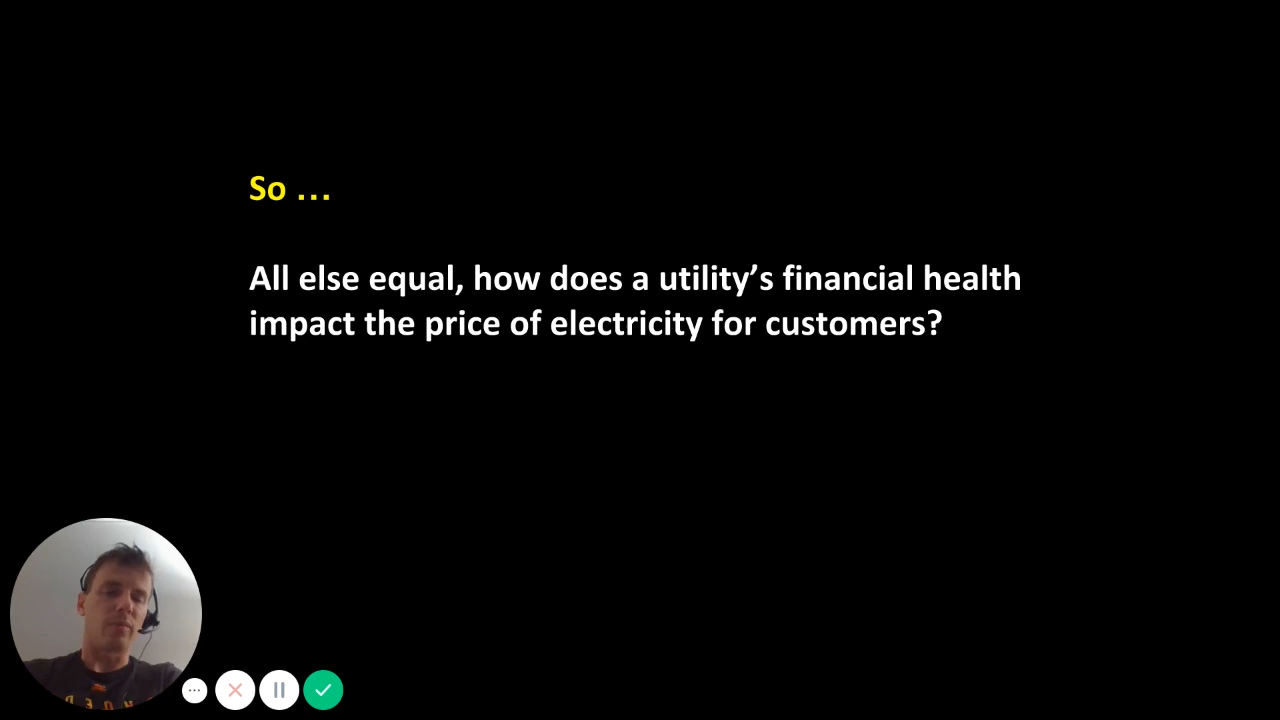 So …
All else equal, how does a utility’s financial health
impact the price of electricity for customers?